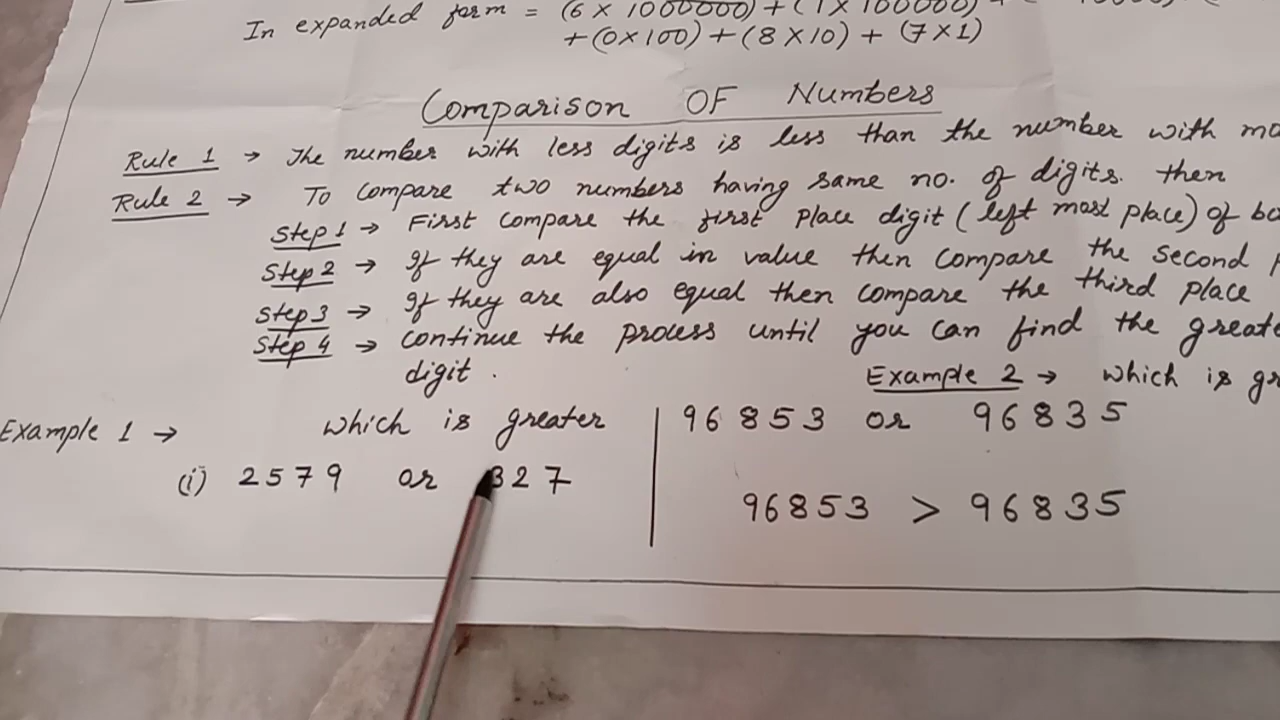 In expanded form = (6 X 1000000) + (1 X 100000) +
+ (0X100) + (8 X10) + (7X1)
Comparison OF Numbers
Rule 1 → The number with less digits is less than the number with
Rule 2 → To compare two numbers having same no. of digits. then
Step 1 → First compare the first place digit ( left most place) of
Step 2 → If they are equal in value then compare the second
Step 3 → If they are also equal then compare the third place
Step 4 → continue the process until you can find the
digit .
Example 2 → which is
Example 1 → which is greater
96853 or 96835
(i) 2579 or 327
96853 > 96835